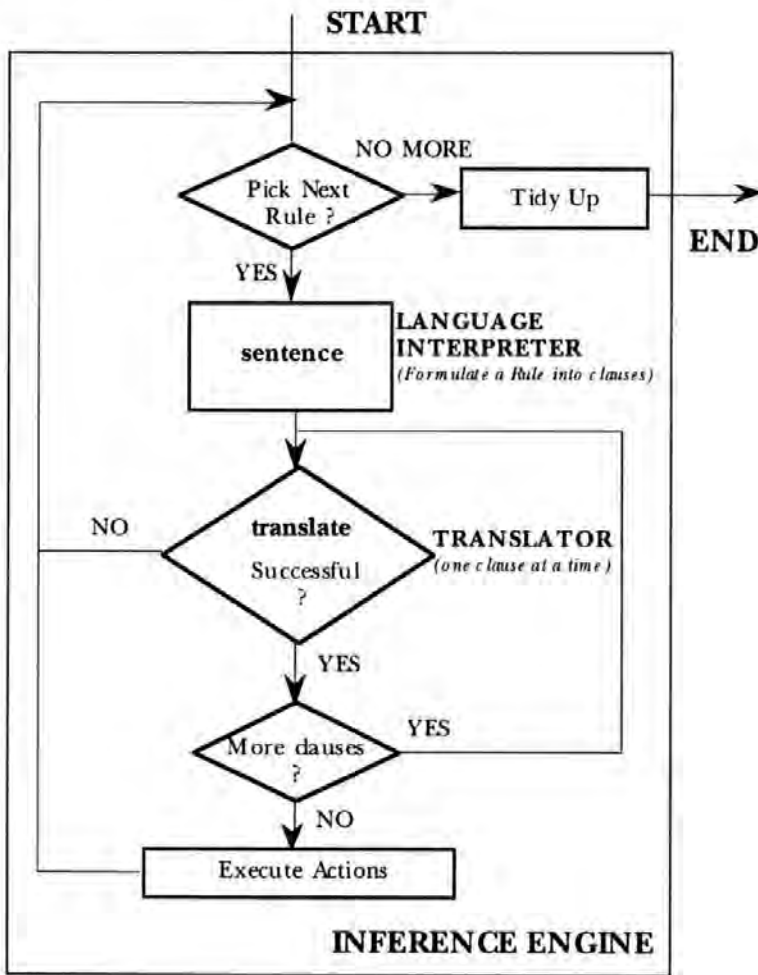 START
NO MORE
Pick Next
Rule ?
Tidy Up
END
YES
sentence
LANGUAGE
INTERPRETER
(Formulate a Rule into clauses)
NO
translate
Successful
?
TRANSLATOR
(one clause at a time)
YES
More clauses
?
YES
NO
Execute Actions
INFERENCE ENGINE